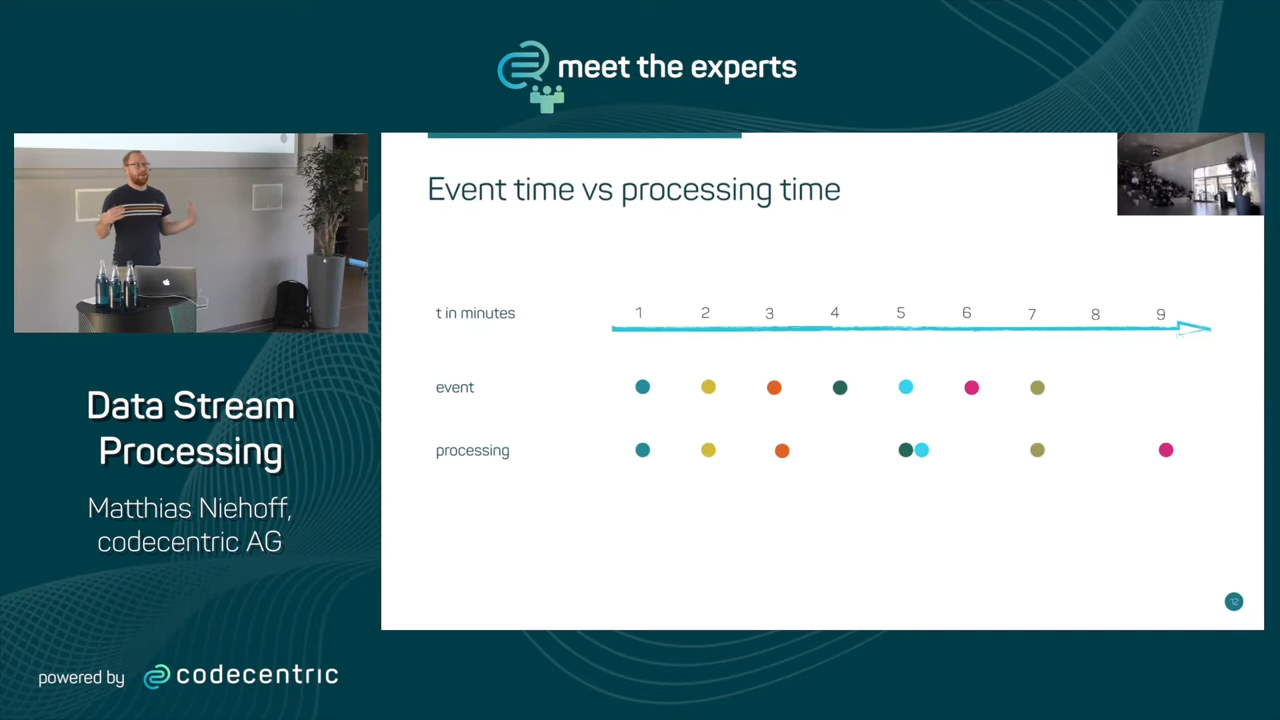 meet the experts
Event time vs processing time
t in minutes
1 2 3 4 5 6 7 8 9
event
processing
12
Data Stream
Processing
Matthias Niehoff,
codecentric AG
powered by codecentric